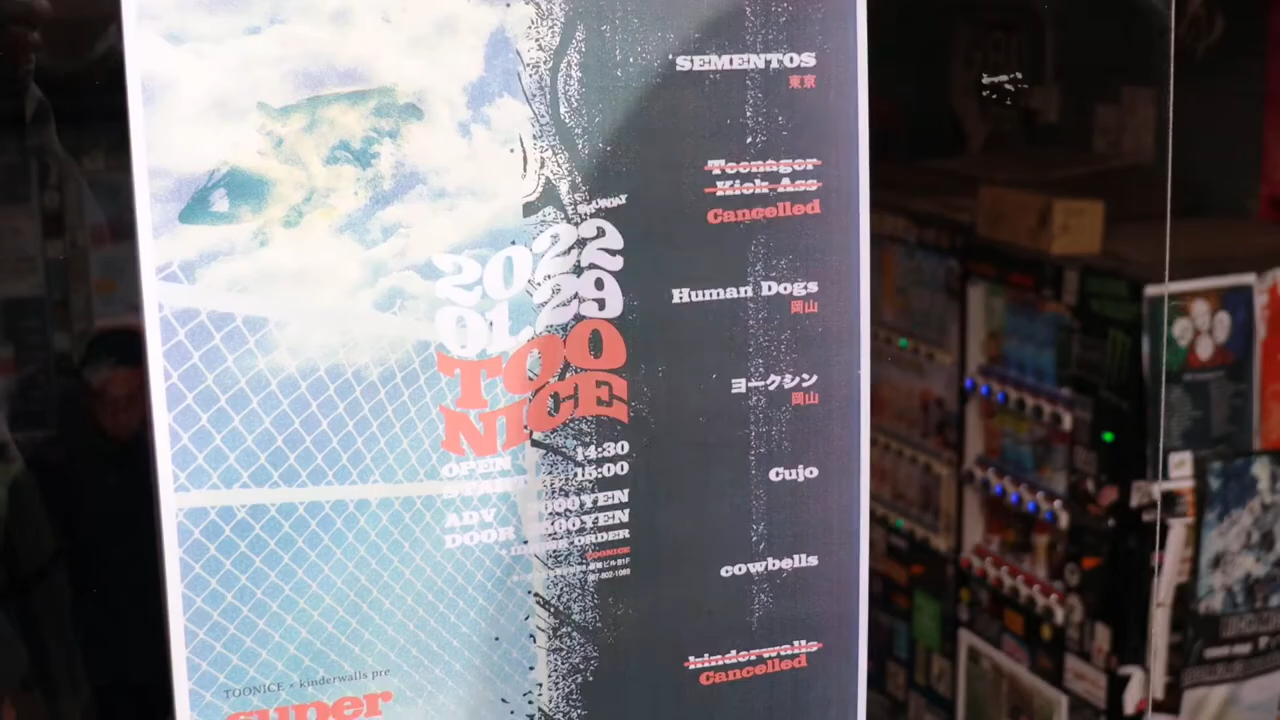 SEMENTOS
東京
Teenager
Kick Ass
Cancelled
Human Dogs
岡山
ヨークシン
岡山
Cujo
cowbells
kinderwalls
Cancelled
2022
01.29
TOO
NICE
OPEN 14:30
15:00
ADV YEN
DOOR YEN
ORDER
TOONICE
TOONICE × kinderwalls pre
super